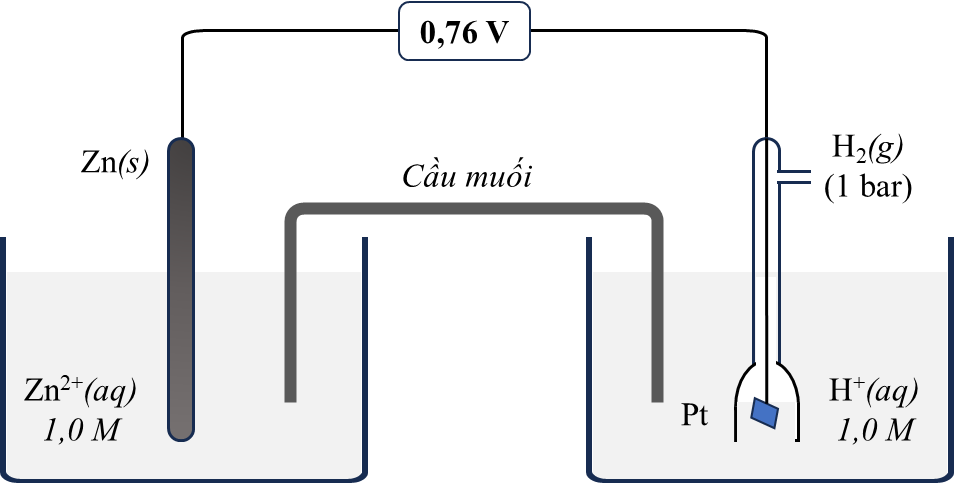 0,76 V
Zn(s)
Cầu muối
H₂(g)
(1 bar)
Zn²⁺(aq)
1,0 M
Pt
H⁺(aq)
1,0 M